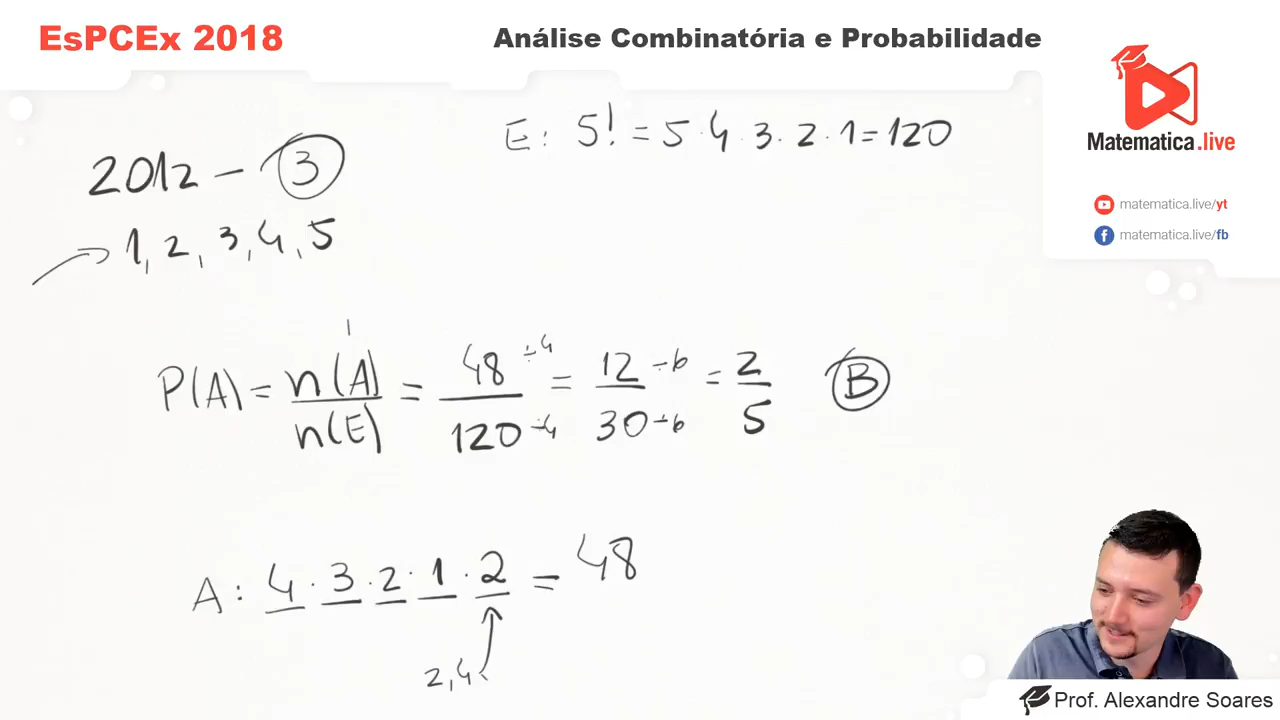 EsPCEx 2018
Análise Combinatória e Probabilidade
Matematica.live
matematica.live/yt
matematica.live/fb
E: 5! = 5 · 4 · 3 · 2 · 1 = 120
2012 – 3
1, 2, 3, 4, 5
P(A) = n(A)/n(E) = 48 ÷4/120 ÷4 = 12 ÷6/30 ÷6 = 2/5 B
A: 4 · 3 · 2 · 1 · 2 = 48
2,4
Prof. Alexandre Soares